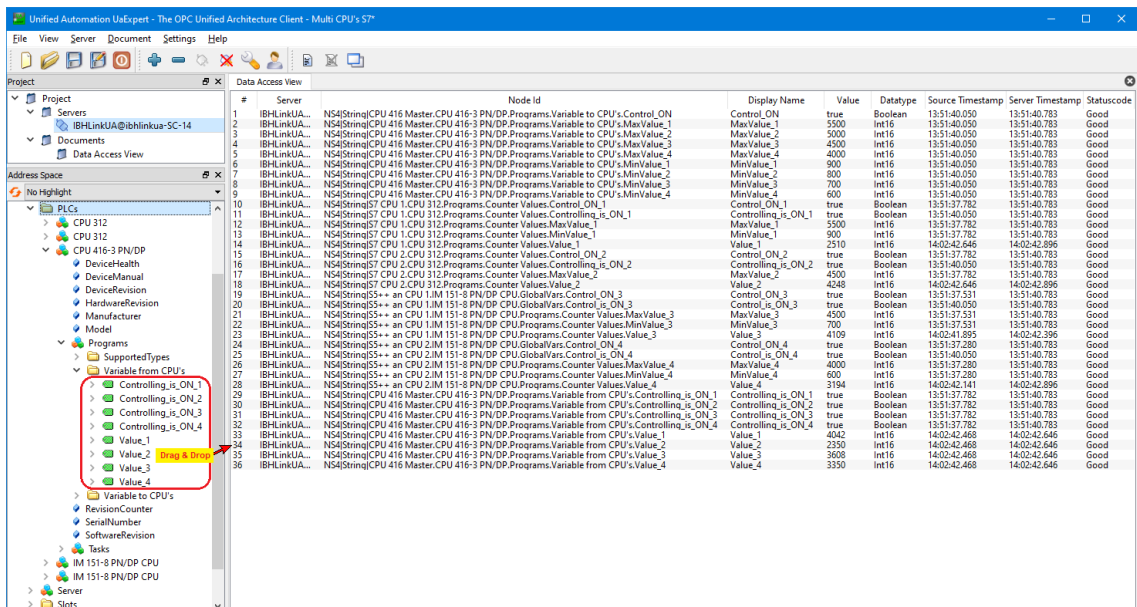 Unified Automation UaExpert - The OPC Unified Architecture Client - Multi CPU's S7*
File View Server Document Settings Help
Project
Project
Servers
IBHLinkUA@ibhlinkua-SC-14
Documents
Data Access View
Address Space
No Highlight
PLCs
CPU 312
CPU 312
CPU 416-3 PN/DP
DeviceHealth
DeviceManual
DeviceRevision
HardwareRevision
Manufacturer
Model
Programs
SupportedTypes
Variable from CPU's
Controlling_is_ON_1
Controlling_is_ON_2
Controlling_is_ON_3
Controlling_is_ON_4
Value_1
Value_2 Drag & Drop
Value_3
Value_4
Variable to CPU's
RevisionCounter
SerialNumber
SoftwareRevision
Tasks
IM 151-8 PN/DP CPU
IM 151-8 PN/DP CPU
Server
Slots
Data Access View
# Server Node Id Display Name Value Datatype Source Timestamp Server Timestamp Statuscode
1 IBHLinkUA... NS4|String|CPU 416 Master.CPU 416-3 PN/DP.Programs.Variable to CPU's.Control_ON Control_ON true Boolean 13:51:40.050 13:51:40.783 Good
2 IBHLinkUA... NS4|String|CPU 416 Master.CPU 416-3 PN/DP.Programs.Variable to CPU's.MaxValue_1 MaxValue_1 5500 Int16 13:51:40.050 13:51:40.783 Good
3 IBHLinkUA... NS4|String|CPU 416 Master.CPU 416-3 PN/DP.Programs.Variable to CPU's.MaxValue_2 MaxValue_2 5000 Int16 13:51:40.050 13:51:40.783 Good
4 IBHLinkUA... NS4|String|CPU 416 Master.CPU 416-3 PN/DP.Programs.Variable to CPU's.MaxValue_3 MaxValue_3 4500 Int16 13:51:40.050 13:51:40.783 Good
5 IBHLinkUA... NS4|String|CPU 416 Master.CPU 416-3 PN/DP.Programs.Variable to CPU's.MaxValue_4 MaxValue_4 4000 Int16 13:51:40.050 13:51:40.783 Good
6 IBHLinkUA... NS4|String|CPU 416 Master.CPU 416-3 PN/DP.Programs.Variable to CPU's.MinValue_1 MinValue_1 900 Int16 13:51:40.050 13:51:40.783 Good
7 IBHLinkUA... NS4|String|CPU 416 Master.CPU 416-3 PN/DP.Programs.Variable to CPU's.MinValue_2 MinValue_2 800 Int16 13:51:40.050 13:51:40.783 Good
8 IBHLinkUA... NS4|String|CPU 416 Master.CPU 416-3 PN/DP.Programs.Variable to CPU's.MinValue_3 MinValue_3 700 Int16 13:51:40.050 13:51:40.783 Good
9 IBHLinkUA... NS4|String|CPU 416 Master.CPU 416-3 PN/DP.Programs.Variable to CPU's.MinValue_4 MinValue_4 600 Int16 13:51:40.050 13:51:40.783 Good
10 IBHLinkUA... NS4|String|S7 CPU 1.CPU 312.Programs.Counter Values.Control_ON_1 Control_ON_1 true Boolean 13:51:37.782 13:51:40.783 Good
11 IBHLinkUA... NS4|String|S7 CPU 1.CPU 312.Programs.Counter Values.Controlling_is_ON_1 Controlling_is_ON_1 true Boolean 13:51:40.050 13:51:40.783 Good
12 IBHLinkUA... NS4|String|S7 CPU 1.CPU 312.Programs.Counter Values.MaxValue_1 MaxValue_1 5500 Int16 13:51:37.782 13:51:40.783 Good
13 IBHLinkUA... NS4|String|S7 CPU 1.CPU 312.Programs.Counter Values.MinValue_1 MinValue_1 900 Int16 13:51:37.782 13:51:40.783 Good
14 IBHLinkUA... NS4|String|S7 CPU 1.CPU 312.Programs.Counter Values.Value_1 Value_1 2510 Int16 14:02:42.646 14:02:42.896 Good
15 IBHLinkUA... NS4|String|S7 CPU 2.CPU 312.Programs.Counter Values.Control_ON_2 Control_ON_2 true Boolean 13:51:37.782 13:51:40.783 Good
16 IBHLinkUA... NS4|String|S7 CPU 2.CPU 312.Programs.Counter Values.Controlling_is_ON_2 Controlling_is_ON_2 true Boolean 13:51:40.050 13:51:40.783 Good
17 IBHLinkUA... NS4|String|S7 CPU 2.CPU 312.Programs.Counter Values.MaxValue_2 MaxValue_2 4500 Int16 13:51:37.782 13:51:40.783 Good
18 IBHLinkUA... NS4|String|S7 CPU 2.CPU 312.Programs.Counter Values.Value_2 Value_2 4248 Int16 14:02:42.646 14:02:42.896 Good
19 IBHLinkUA... NS4|String|S5++ an CPU 1.IM 151-8 PN/DP CPU.GlobalVars.Control_ON_3 Control_ON_3 true Boolean 13:51:37.531 13:51:40.783 Good
20 IBHLinkUA... NS4|String|S5++ an CPU 1.IM 151-8 PN/DP CPU.GlobalVars.Control_is_ON_3 Control_is_ON_3 true Boolean 13:51:40.050 13:51:40.783 Good
21 IBHLinkUA... NS4|String|S5++ an CPU 1.IM 151-8 PN/DP CPU.Programs.Counter Values.MaxValue_3 MaxValue_3 4500 Int16 13:51:37.531 13:51:40.783 Good
22 IBHLinkUA... NS4|String|S5++ an CPU 1.IM 151-8 PN/DP CPU.Programs.Counter Values.MinValue_3 MinValue_3 700 Int16 13:51:37.531 13:51:40.783 Good
23 IBHLinkUA... NS4|String|S5++ an CPU 1.IM 151-8 PN/DP CPU.Programs.Counter Values.Value_3 Value_3 4109 Int16 14:02:41.895 14:02:42.396 Good
24 IBHLinkUA... NS4|String|S5++ an CPU 2.IM 151-8 PN/DP CPU.GlobalVars.Control_ON_4 Control_ON_4 true Boolean 13:51:37.280 13:51:40.783 Good
25 IBHLinkUA... NS4|String|S5++ an CPU 2.IM 151-8 PN/DP CPU.GlobalVars.Control_is_ON_4 Control_is_ON_4 true Boolean 13:51:40.050 13:51:40.783 Good
26 IBHLinkUA... NS4|String|S5++ an CPU 2.IM 151-8 PN/DP CPU.Programs.Counter Values.MaxValue_4 MaxValue_4 4000 Int16 13:51:37.280 13:51:40.783 Good
27 IBHLinkUA... NS4|String|S5++ an CPU 2.IM 151-8 PN/DP CPU.Programs.Counter Values.MinValue_4 MinValue_4 600 Int16 13:51:37.280 13:51:40.783 Good
28 IBHLinkUA... NS4|String|S5++ an CPU 2.IM 151-8 PN/DP CPU.Programs.Counter Values.Value_4 Value_4 3194 Int16 14:02:42.141 14:02:42.896 Good
29 IBHLinkUA... NS4|String|CPU 416 Master.CPU 416-3 PN/DP.Programs.Variable from CPU's.Controlling_is_ON_1 Controlling_is_ON_1 true Boolean 13:51:37.782 13:51:40.783 Good
30 IBHLinkUA... NS4|String|CPU 416 Master.CPU 416-3 PN/DP.Programs.Variable from CPU's.Controlling_is_ON_2 Controlling_is_ON_2 true Boolean 13:51:37.782 13:51:40.783 Good
31 IBHLinkUA... NS4|String|CPU 416 Master.CPU 416-3 PN/DP.Programs.Variable from CPU's.Controlling_is_ON_3 Controlling_is_ON_3 true Boolean 13:51:37.782 13:51:40.783 Good
32 IBHLinkUA... NS4|String|CPU 416 Master.CPU 416-3 PN/DP.Programs.Variable from CPU's.Controlling_is_ON_4 Controlling_is_ON_4 true Boolean 13:51:37.782 13:51:40.783 Good
33 IBHLinkUA... NS4|String|CPU 416 Master.CPU 416-3 PN/DP.Programs.Variable from CPU's.Value_1 Value_1 4042 Int16 14:02:42.468 14:02:42.646 Good
34 IBHLinkUA... NS4|String|CPU 416 Master.CPU 416-3 PN/DP.Programs.Variable from CPU's.Value_2 Value_2 2350 Int16 14:02:42.468 14:02:42.646 Good
35 IBHLinkUA... NS4|String|CPU 416 Master.CPU 416-3 PN/DP.Programs.Variable from CPU's.Value_3 Value_3 3608 Int16 14:02:42.468 14:02:42.646 Good
36 IBHLinkUA... NS4|String|CPU 416 Master.CPU 416-3 PN/DP.Programs.Variable from CPU's.Value_4 Value_4 3350 Int16 14:02:42.468 14:02:42.646 Good